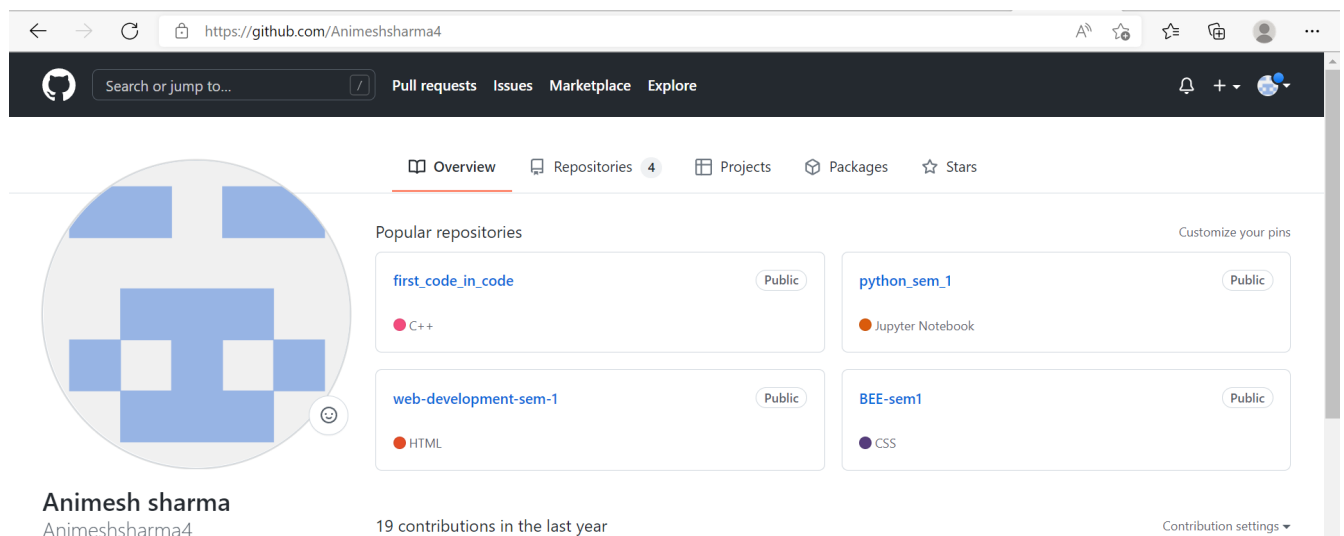 https://github.com/Animeshsharma4
Search or jump to... / Pull requests Issues Marketplace Explore
Overview Repositories 4 Projects Packages Stars
Popular repositories Customize your pins
first_code_in_code Public
C++
python_sem_1 Public
Jupyter Notebook
web-development-sem-1 Public
HTML
BEE-sem1 Public
CSS
Animesh sharma
Animeshsharma4
19 contributions in the last year Contribution settings